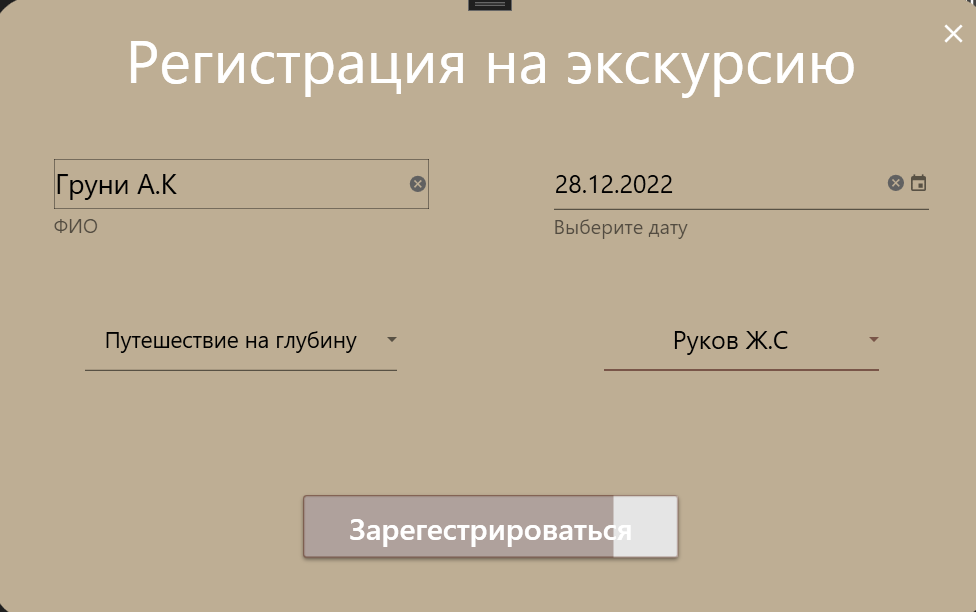 Регистрация на экскурсию
Груни А.К
28.12.2022
ФИО
Выберите дату
Путешествие на глубину
Руков Ж.С
Зарегестрироваться